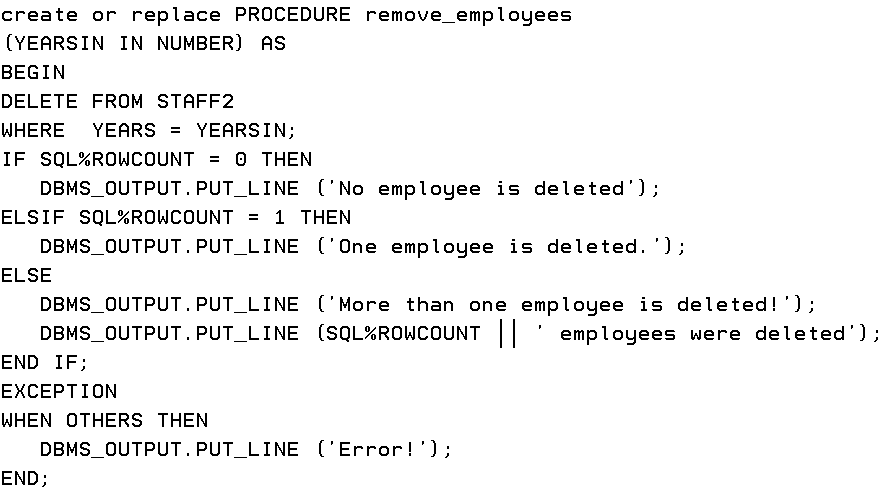 create or replace PROCEDURE remove_employees
(YEARSIN IN NUMBER) AS
BEGIN
DELETE FROM STAFF2
WHERE  YEARS = YEARSIN;
IF SQL%ROWCOUNT = 0 THEN
   DBMS_OUTPUT.PUT_LINE ('No employee is deleted');
ELSIF SQL%ROWCOUNT = 1 THEN
   DBMS_OUTPUT.PUT_LINE ('One employee is deleted.');
ELSE
   DBMS_OUTPUT.PUT_LINE ('More than one employee is deleted!');
   DBMS_OUTPUT.PUT_LINE (SQL%ROWCOUNT || ' employees were deleted');
END IF;
EXCEPTION
WHEN OTHERS THEN
   DBMS_OUTPUT.PUT_LINE ('Error!');
END;